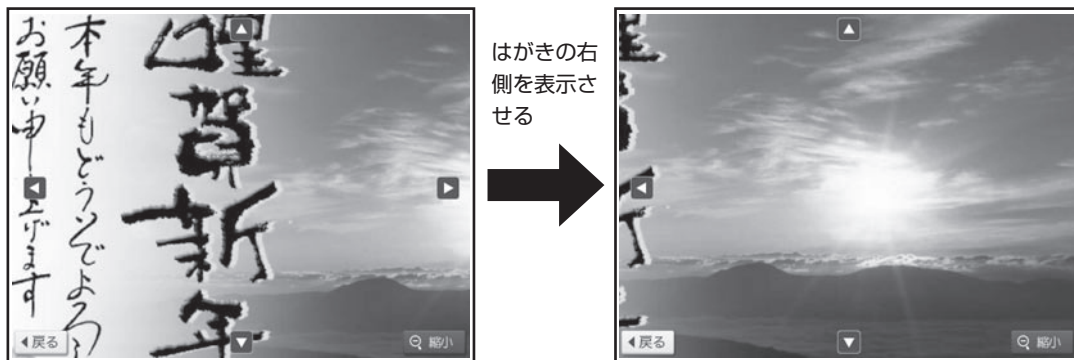 賀新年
本年もどうぞよろ
お願い申し上げます
戻る
縮小
はがきの右
側を表示さ
せる
戻る
縮小